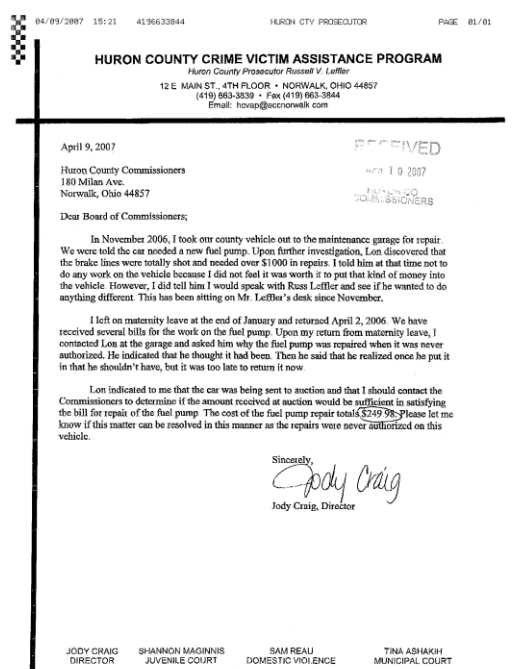 04/09/2007 15:21 4196633844 HURON CTY PROSECUTOR PAGE 01/01
HURON COUNTY CRIME VICTIM ASSISTANCE PROGRAM
Huron County Prosecutor Russell V. Leffler
12 E MAIN ST., 4TH FLOOR • NORWALK, OHIO 44857
(419) 663-3839 • Fax (419) 663-3844
Email: hcvap@accnorwalk.com
April 9, 2007
RECEIVED
Huron County Commissioners
10 2007
180 Milan Ave.
Norwalk, Ohio 44857
HURON CO
COMMISSIONERS
Dear Board of Commissioners;
In November 2006, I took our county vehicle out to the maintenance garage for repair.
We were told the car needed a new fuel pump. Upon further investigation, Lon discovered that
the brake lines were totally shot and needed over $1000 in repairs. I told him at that time not to
do any work on the vehicle because I did not feel it was worth it to put that kind of money into
the vehicle. However, I did tell him I would speak with Russ Leffler and see if he wanted to do
anything different. This has been sitting on Mr. Leffler's desk since November.
I left on maternity leave at the end of January and returned April 2, 2006. We have
received several bills for the work on the fuel pump. Upon my return from maternity leave, I
contacted Lon at the garage and asked him why the fuel pump was repaired when it was never
authorized. He indicated that he thought it had been. Then he said that he realized once he put it
in that he shouldn't have, but it was too late to return it now.
Lon indicated to me that the car was being sent to auction and that I should contact the
Commissioners to determine if the amount received at auction would be sufficient in satisfying
the bill for repair of the fuel pump. The cost of the fuel pump repair totals $249.98. Please let me
know if this matter can be resolved in this manner as the repairs were never authorized on this
vehicle.
Sincerely,
Jody Craig
Jody Craig, Director
JODY CRAIG SHANNON MAGINNIS SAM REAU TINA ASHAKIH
DIRECTOR JUVENILE COURT DOMESTIC VIOLENCE MUNICIPAL COURT